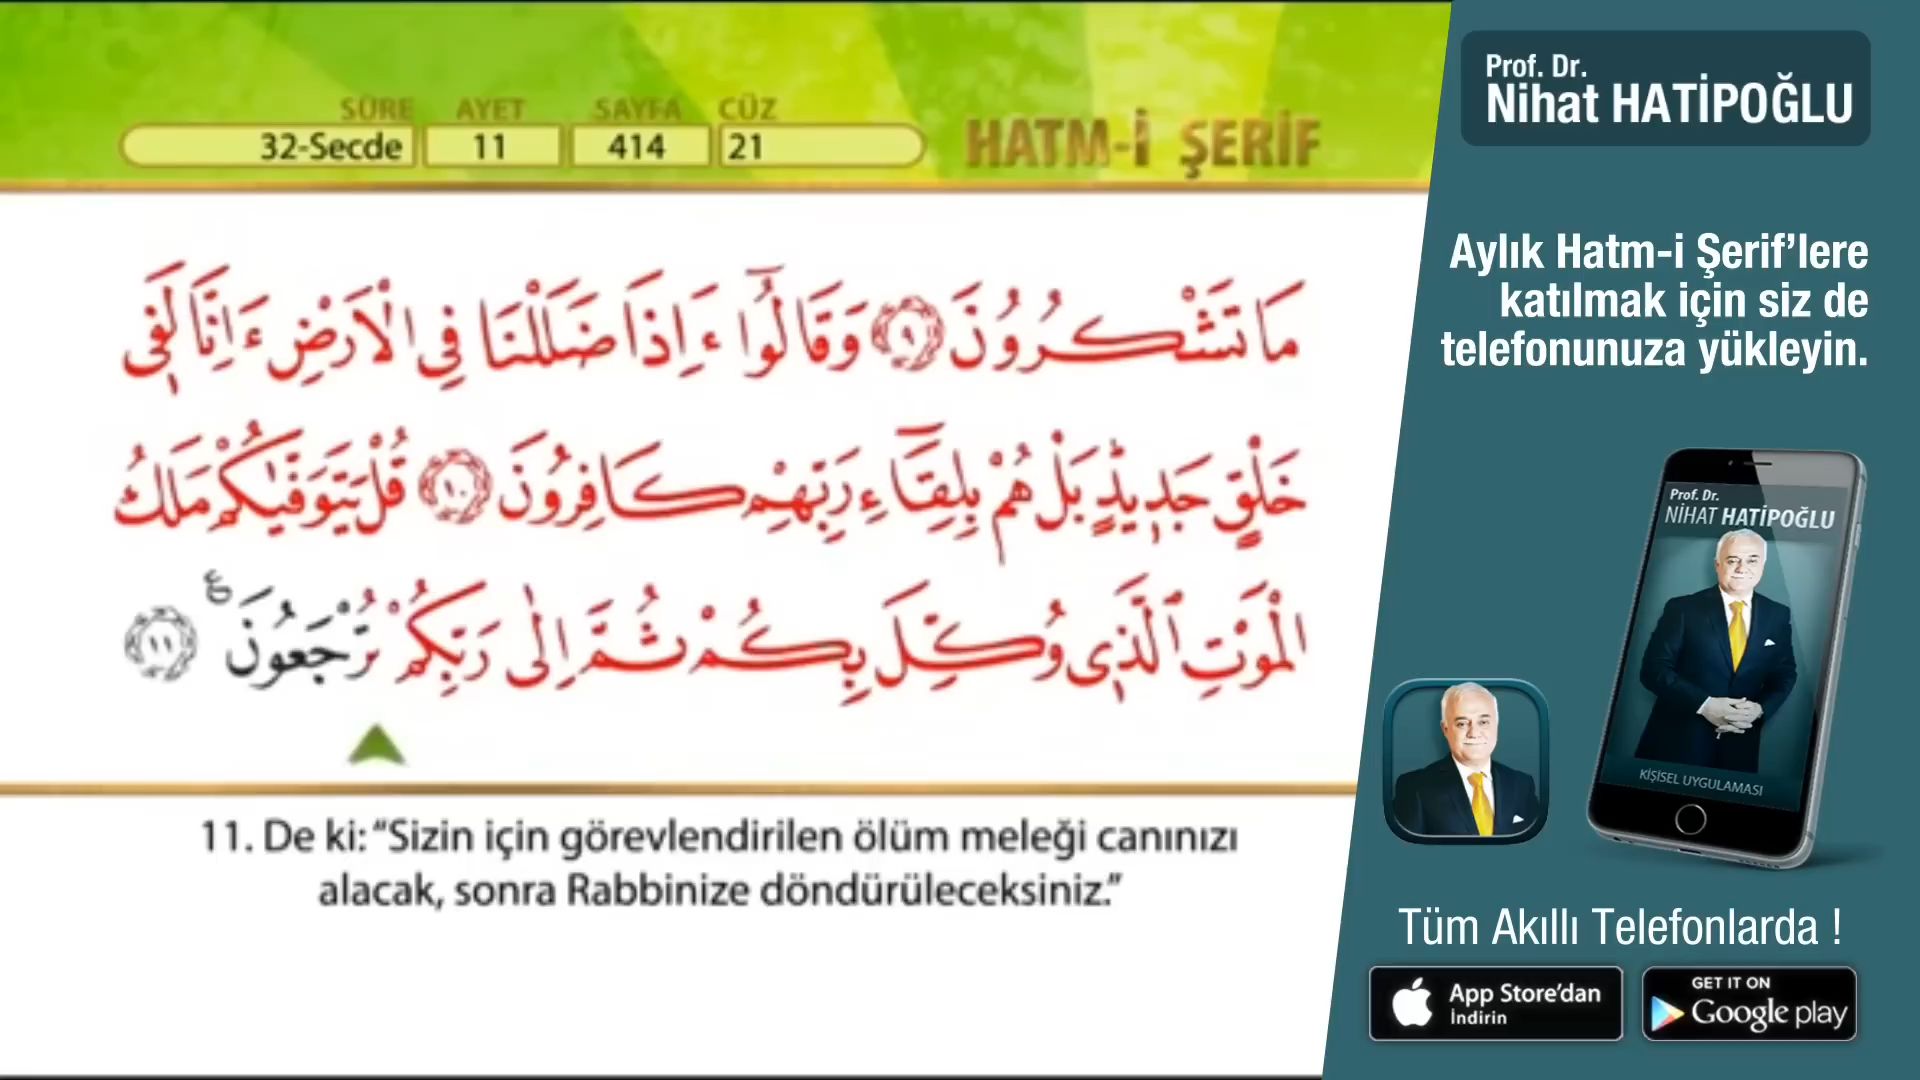 SÛRE AYET SAYFA CÜZ
32-Secde 11 414 21
HATM-İ ŞERİF
مَا تَشْكُرُونَ ﴿٩﴾ وَقَالُٓوا ءَاِذَا ضَلَلْنَا فِي الْاَرْضِ ءَاِنَّا لَفٖي
خَلْقٍ جَدٖيدٍ بَلْ هُمْ بِلِقَٓاءِ رَبِّهِمْ كَافِرُونَ ﴿١٠﴾ قُلْ يَتَوَفّٰيكُمْ مَلَكُ
الْمَوْتِ الَّذٖي وُكِّلَ بِكُمْ ثُمَّ اِلٰى رَبِّكُمْ تُرْجَعُونَ ع ﴿١١﴾
11. De ki: “Sizin için görevlendirilen ölüm meleği canınızı
alacak, sonra Rabbinize döndürüleceksiniz.”
Prof. Dr.
Nihat HATİPOĞLU
Aylık Hatm-i Şerif’lere
katılmak için siz de
telefonunuza yükleyin.
Prof. Dr.
NİHAT HATİPOĞLU
KİŞİSEL UYGULAMASI
Tüm Akıllı Telefonlarda !
App Store’dan
İndirin
GET IT ON
Google play